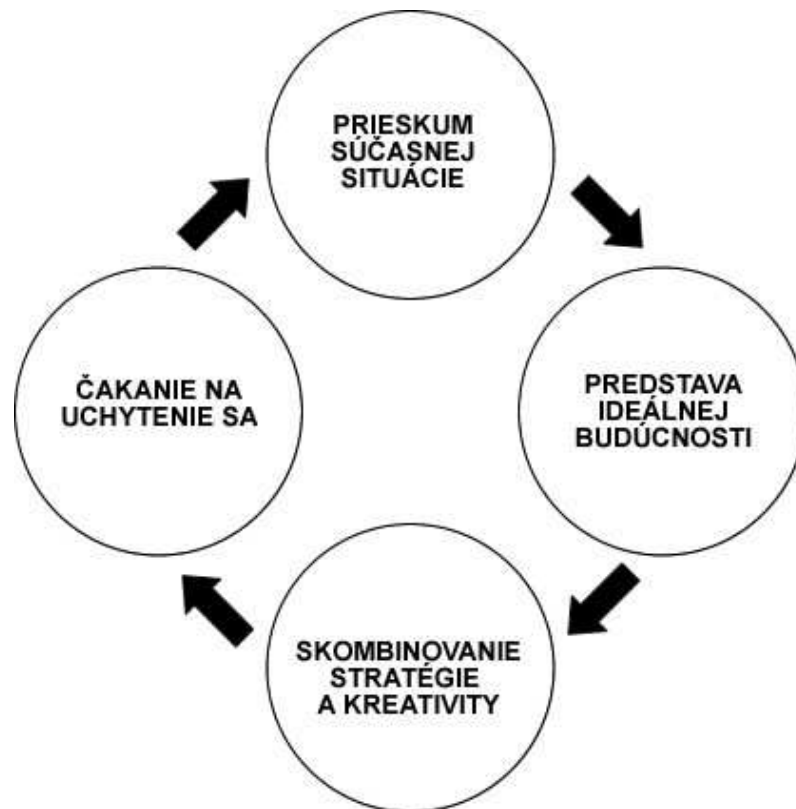 PRIESKUM
SÚČASNEJ
SITUÁCIE
PREDSTAVA
IDEÁLNEJ
BUDÚCNOSTI
SKOMBINOVANIE
STRATÉGIE
A KREATIVITY
ČAKANIE NA
UCHYTENIE SA